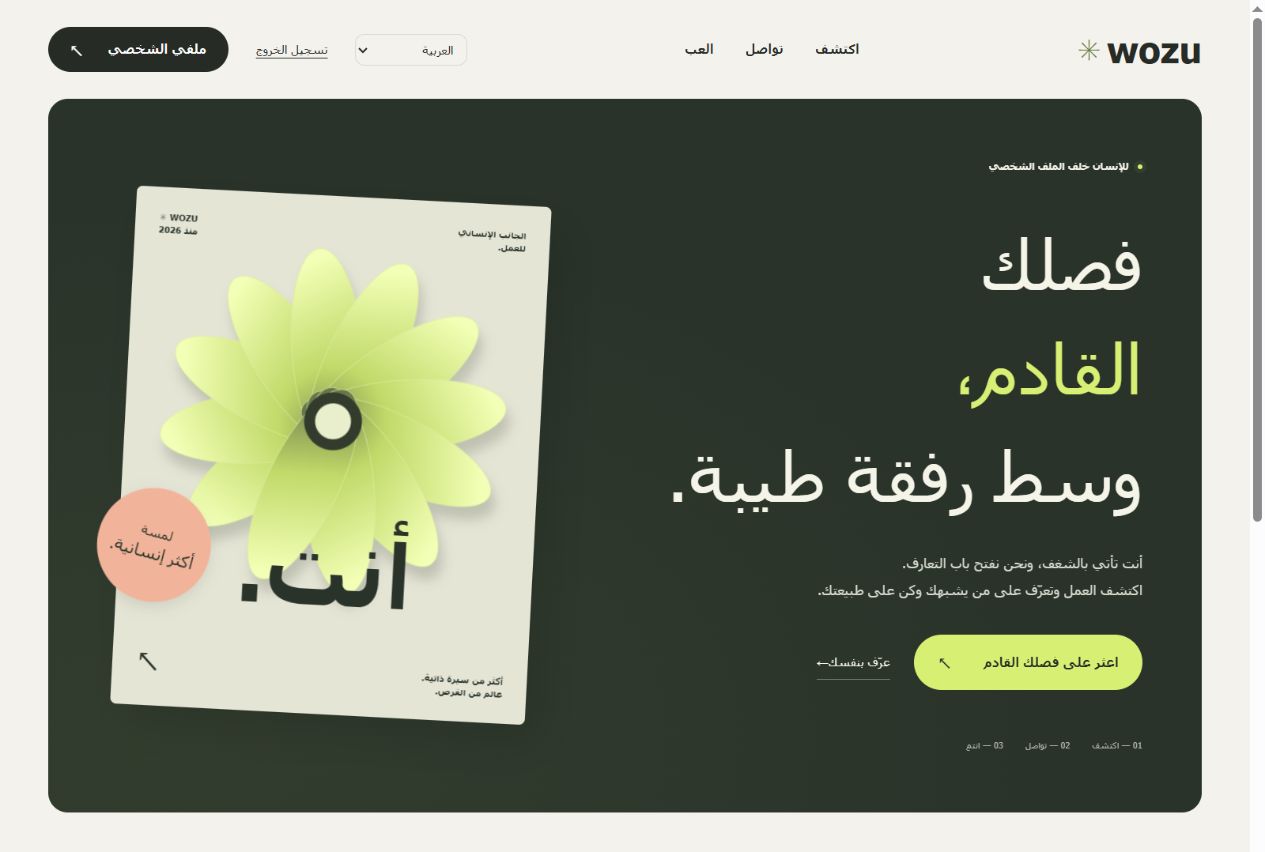 wozu
اكتشف
تواصل
العب
العربية
تسجيل الخروج
ملفي الشخصي
للإنسان خلف الملف الشخصي
فصلك
القادم،
وسط رفقة طيبة.
أنت تأتي بالشغف، ونحن نفتح باب التعارف.
اكتشف العمل وتعرّف على من يشبهك وكن على طبيعتك.
اعثر على فصلك القادم
عرّف بنفسك←
01 — اكتشف
02 — تواصل
03 — انتمِ
الجانب الإنساني
للعمل.
WOZU ✳
منذ 2026
أنت.
لمسة
أكثر إنسانية.
أكثر من سيرة ذاتية.
عالم من الفرص.